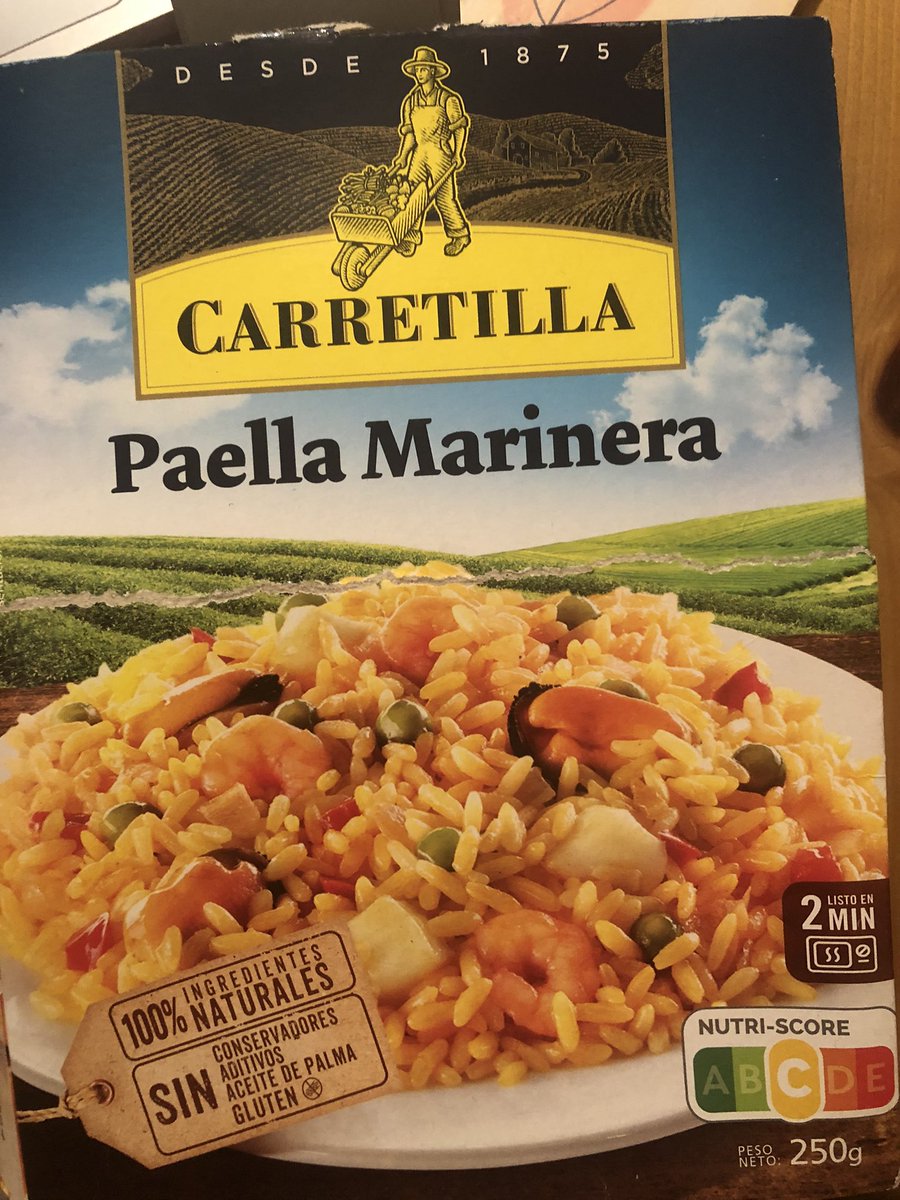 DESDE 1875
CARRETILLA
Paella Marinera
2 LISTO EN
MIN
100% INGREDIENTES
NATURALES
SIN CONSERVADORES
ADITIVOS
ACEITE DE PALMA
GLUTEN
NUTRI-SCORE
A B C D E
PESO
NETO: 250g